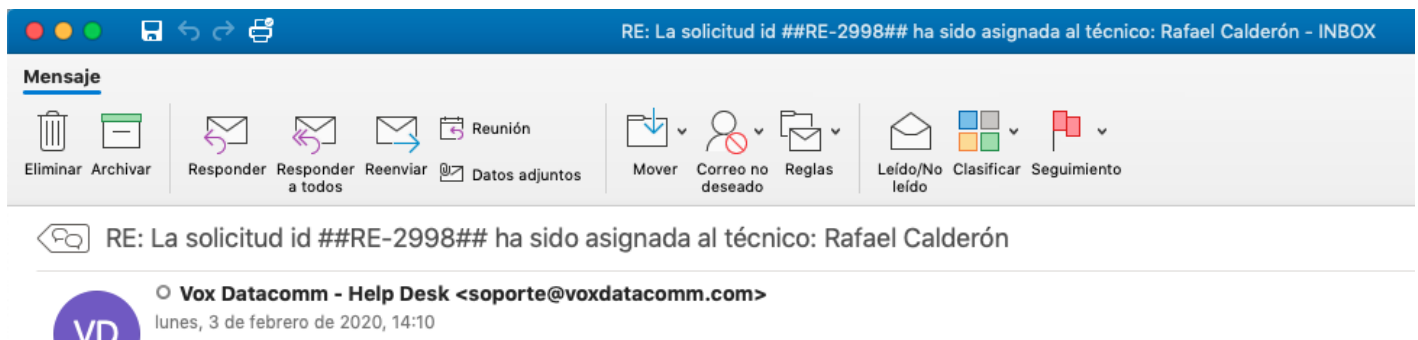 RE: La solicitud id ##RE-2998## ha sido asignada al técnico: Rafael Calderón - INBOX
Mensaje
Eliminar Archivar Responder Responder a todos Reenviar Reunión Datos adjuntos Mover Correo no deseado Reglas Leído/No leído Clasificar Seguimiento
RE: La solicitud id ##RE-2998## ha sido asignada al técnico: Rafael Calderón
Vox Datacomm - Help Desk <soporte@voxdatacomm.com>
VD
lunes, 3 de febrero de 2020, 14:10